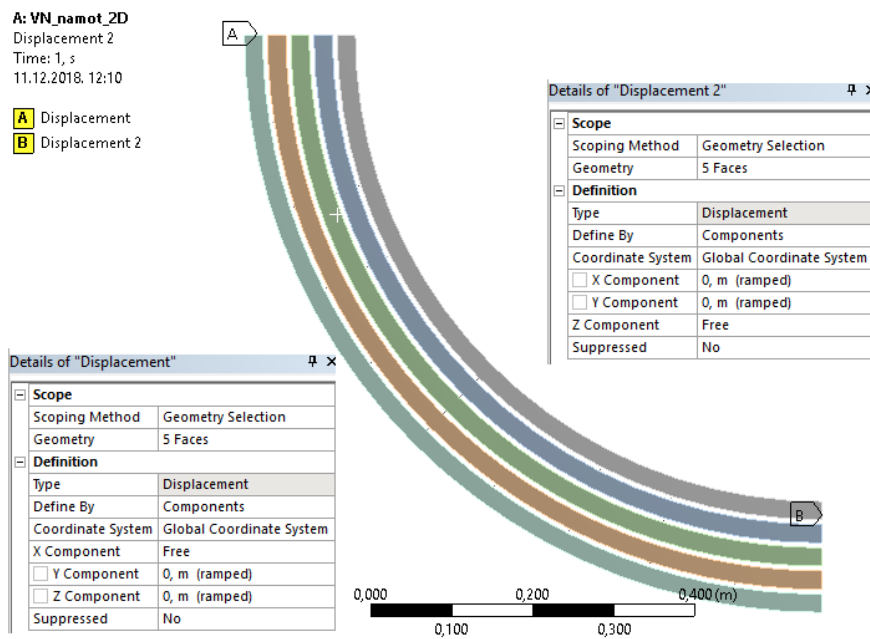 A: VN_namot_2D
Displacement 2
Time: 1, s
11.12.2018. 12:10
A Displacement
B Displacement 2
A
Details of "Displacement 2"
Scope
Scoping Method Geometry Selection
Geometry 5 Faces
Definition
Type Displacement
Define By Components
Coordinate System Global Coordinate System
X Component 0, m (ramped)
Y Component 0, m (ramped)
Z Component Free
Suppressed No
Details of "Displacement"
Scope
Scoping Method Geometry Selection
Geometry 5 Faces
Definition
Type Displacement
Define By Components
Coordinate System Global Coordinate System
X Component Free
Y Component 0, m (ramped)
Z Component 0, m (ramped)
Suppressed No
B
0,000 0,200 0,400 (m)
0,100 0,300